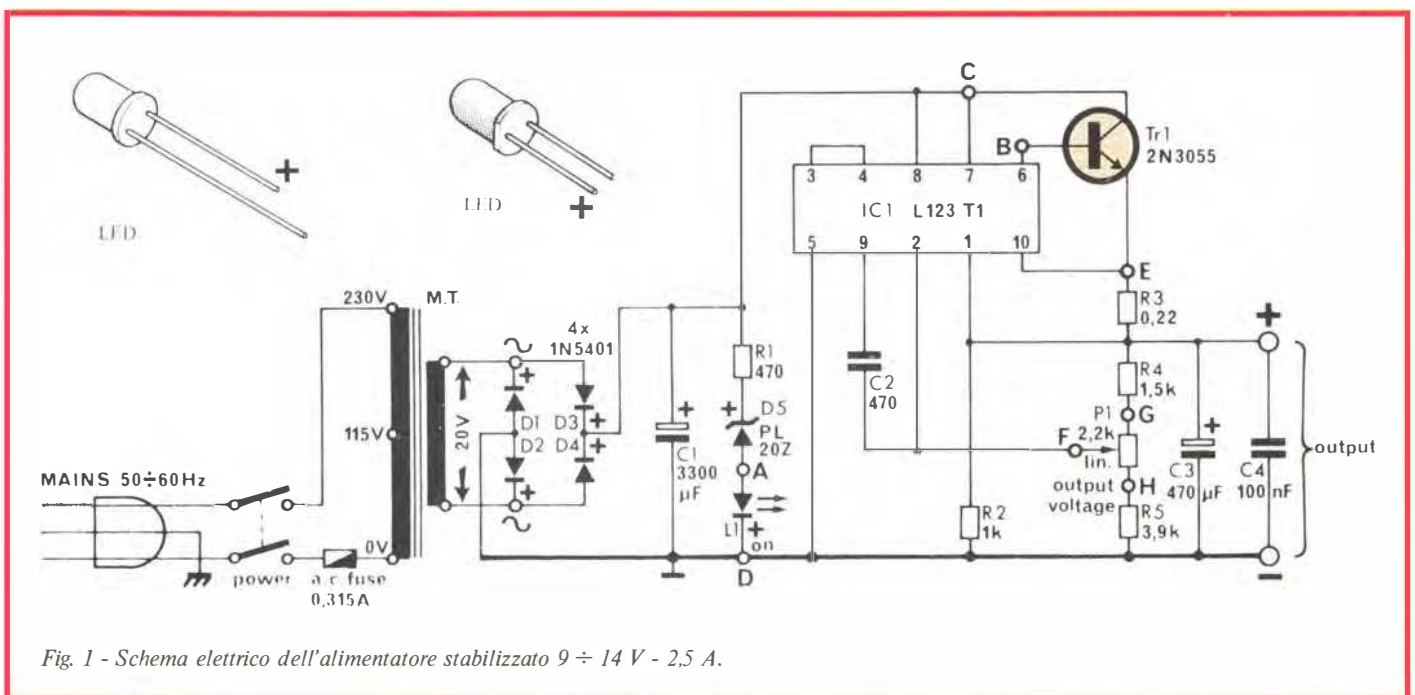 LED
+
LED
+
MAINS 50÷60Hz
power
a.c. fuse
0,315A
230V
115V
0V
M.T.
20V
∼
∼
+
+
+
+
D1
D2
D3
D4
4x
1N5401
+
C1
3300
µF
R1
470
+
D5
PL
20Z
A
L1
+
on
D
C
B
Tr1
2N3055
3 4 8 7 6
IC1 L123 T1
5 9 2 1 10
E
R3
0,22
C2
470
R4
1,5k
P1
G
F
2,2k
lin.
output
voltage
H
R5
3,9k
R2
1k
+
C3
470 µF
C4
100 nF
+
−
output
Fig. 1 - Schema elettrico dell'alimentatore stabilizzato 9 ÷ 14 V - 2,5 A.